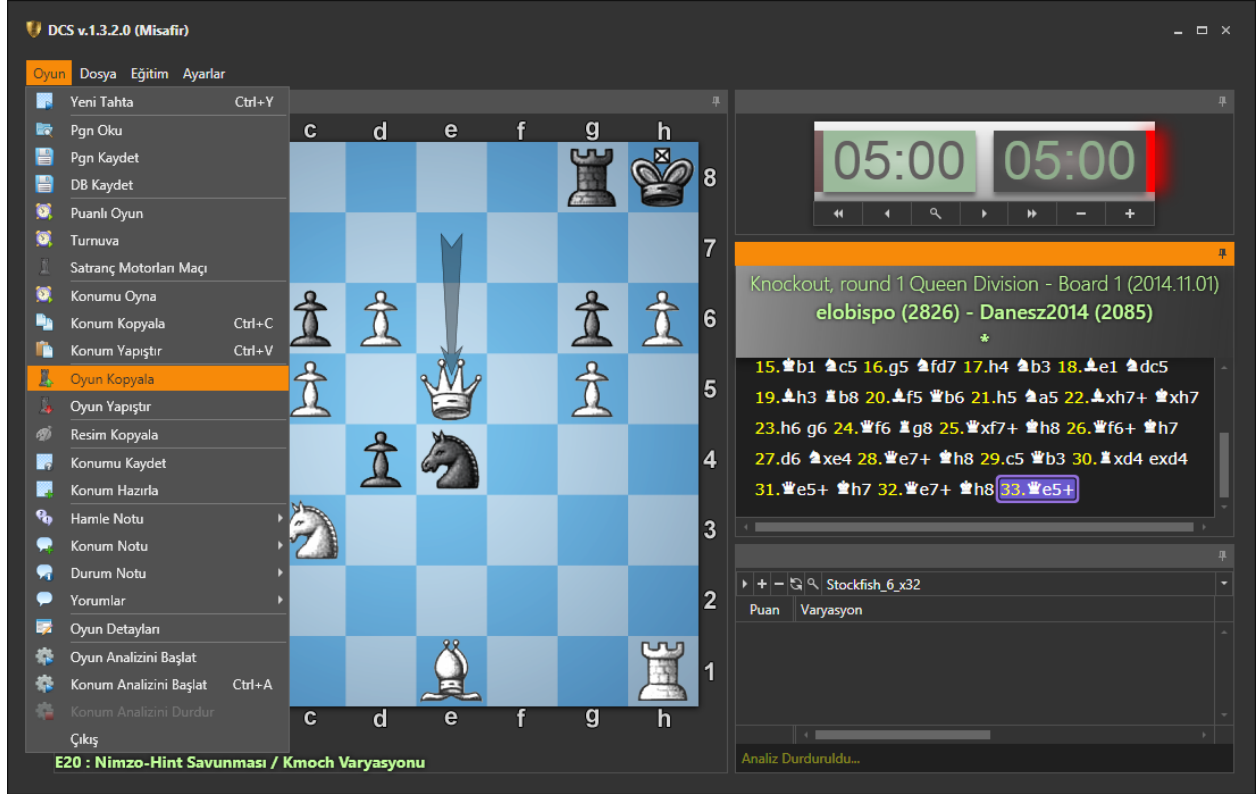 DCS v.1.3.2.0 (Misafir)
Oyun Dosya Eğitim Ayarlar
Yeni Tahta Ctrl+Y
Pgn Oku
Pgn Kaydet
DB Kaydet
Puanlı Oyun
Turnuva
Satranç Motorları Maçı
Konumu Oyna
Konum Kopyala Ctrl+C
Konum Yapıştır Ctrl+V
Oyun Kopyala
Oyun Yapıştır
Resim Kopyala
Konumu Kaydet
Konum Hazırla
Hamle Notu
Konum Notu
Durum Notu
Yorumlar
Oyun Detayları
Oyun Analizini Başlat
Konum Analizini Başlat Ctrl+A
Konum Analizini Durdur
Çıkış
c d e f g h
8
7
6
5
4
3
2
1
c d e f g h
E20 : Nimzo-Hint Savunması / Kmoch Varyasyonu
05:00 05:00
Knockout, round 1 Queen Division - Board 1 (2014.11.01)
elobispo (2826) - Danesz2014 (2085)
*
15.♚b1 ♞c5 16.g5 ♞fd7 17.h4 ♞b3 18.♝e1 ♞dc5
19.♝h3 ♜b8 20.♝f5 ♛b6 21.h5 ♞a5 22.♝xh7+ ♚xh7
23.h6 g6 24.♛f6 ♜g8 25.♛xf7+ ♚h8 26.♛f6+ ♚h7
27.d6 ♞xe4 28.♛e7+ ♚h8 29.c5 ♛b3 30.♜xd4 exd4
31.♛e5+ ♚h7 32.♛e7+ ♚h8 33.♛e5+
Stockfish_6_x32
Puan Varyasyon
Analiz Durduruldu...